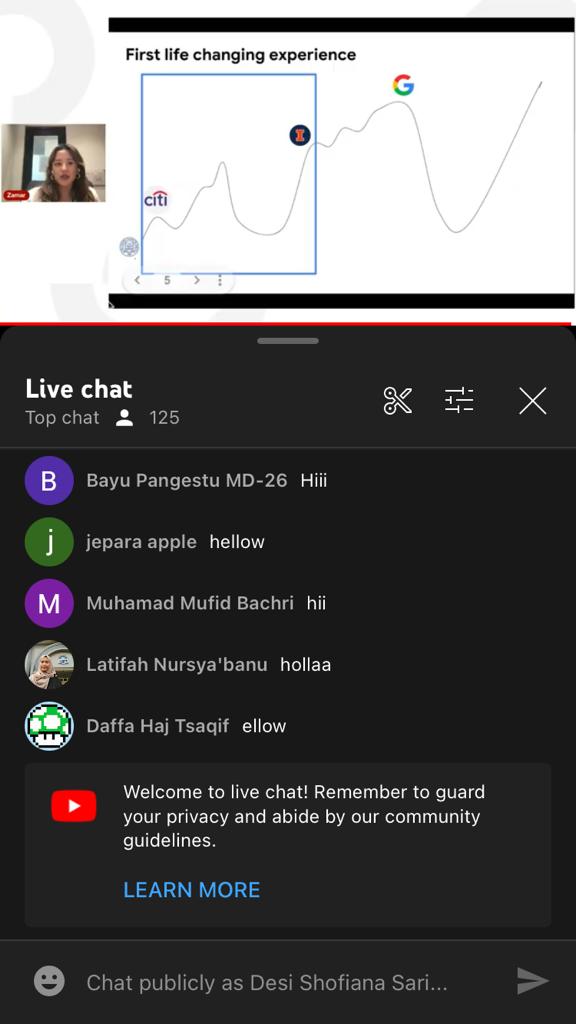 First life changing experience
Zamar
citi
I
G
5
Live chat
Top chat 125
B Bayu Pangestu MD-26 Hiii
j jepara apple hellow
M Muhamad Mufid Bachri hii
Latifah Nursya'banu hollaa
Daffa Haj Tsaqif ellow
Welcome to live chat! Remember to guard
your privacy and abide by our community
guidelines.
LEARN MORE
Chat publicly as Desi Shofiana Sari...